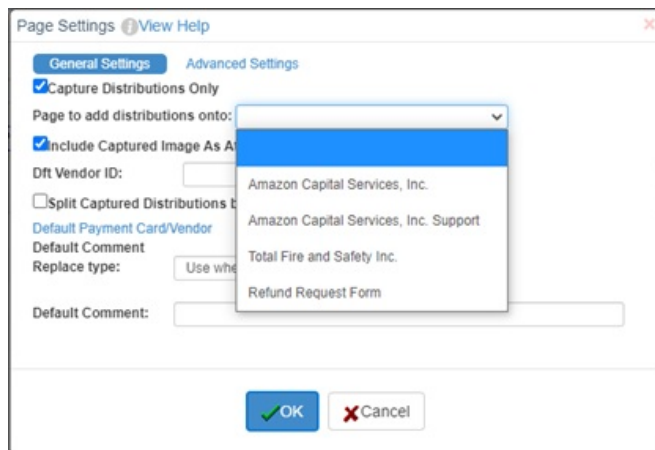 Page Settings View Help
General Settings Advanced Settings
Capture Distributions Only
Page to add distributions onto:
Include Captured Image As
Dft Vendor ID:
Amazon Capital Services, Inc.
Split Captured Distributions
Amazon Capital Services, Inc. Support
Default Payment Card/Vendor
Default Comment
Replace type: Use
Total Fire and Safety Inc.
Refund Request Form
Default Comment:
OK Cancel